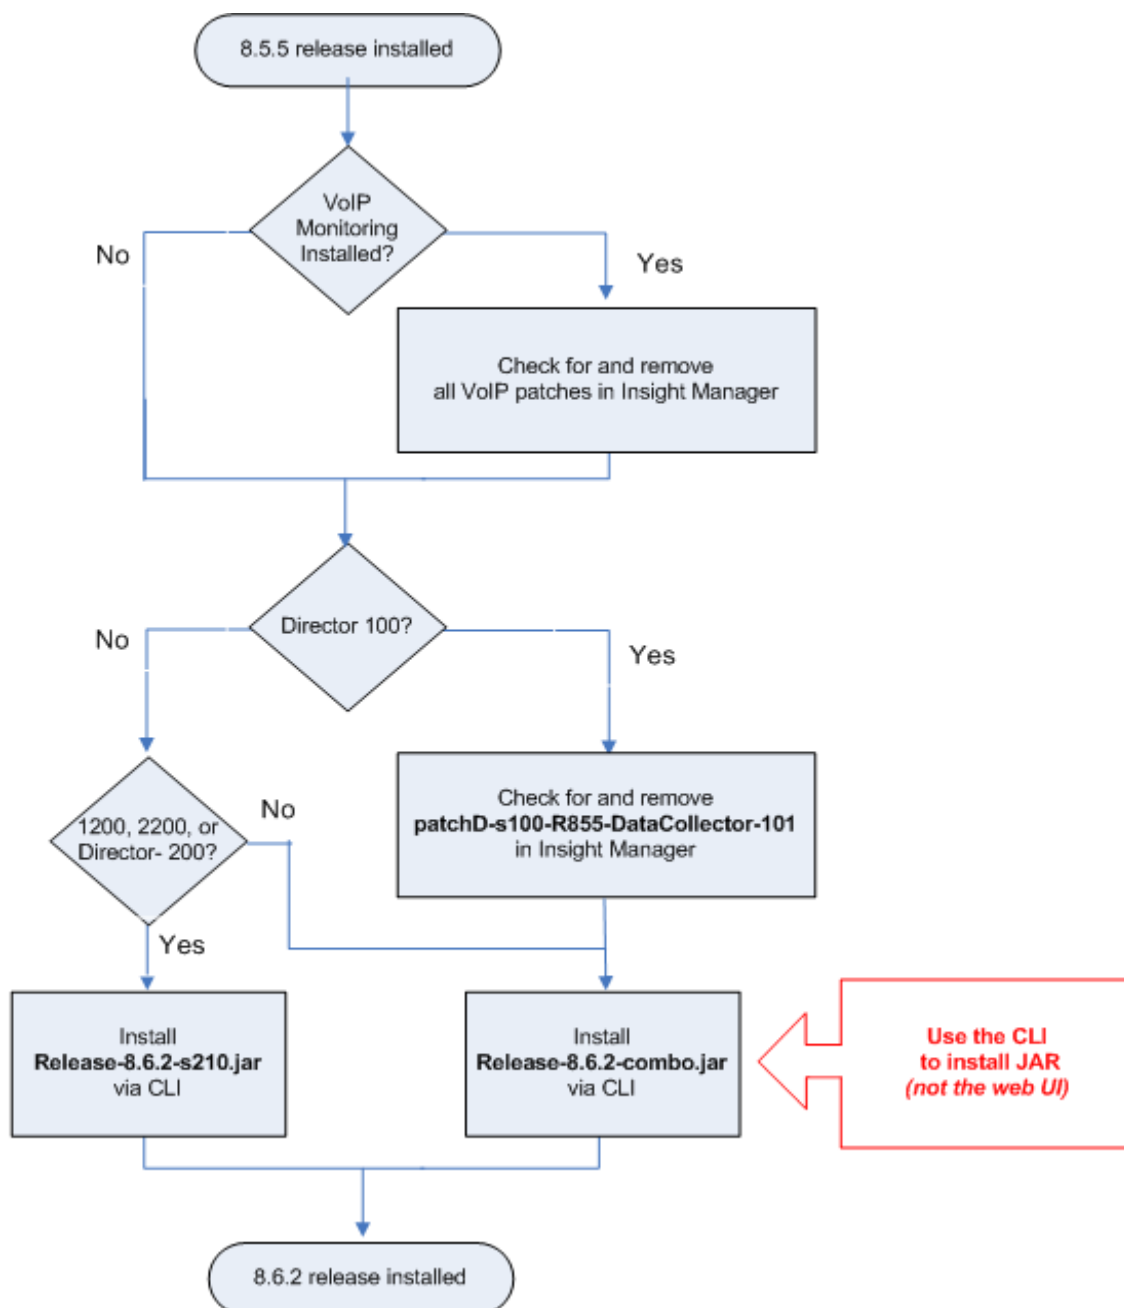 8.5.5 release installed
VoIP
Monitoring
Installed?
No
Yes
Check for and remove
all VoIP patches in Insight Manager
Director 100?
No
Yes
1200, 2200, or
Director- 200?
No
Check for and remove
patchD-s100-R855-DataCollector-101
in Insight Manager
Yes
Install
Release-8.6.2-s210.jar
via CLI
Install
Release-8.6.2-combo.jar
via CLI
Use the CLI
to install JAR
(not the web UI)
8.6.2 release installed